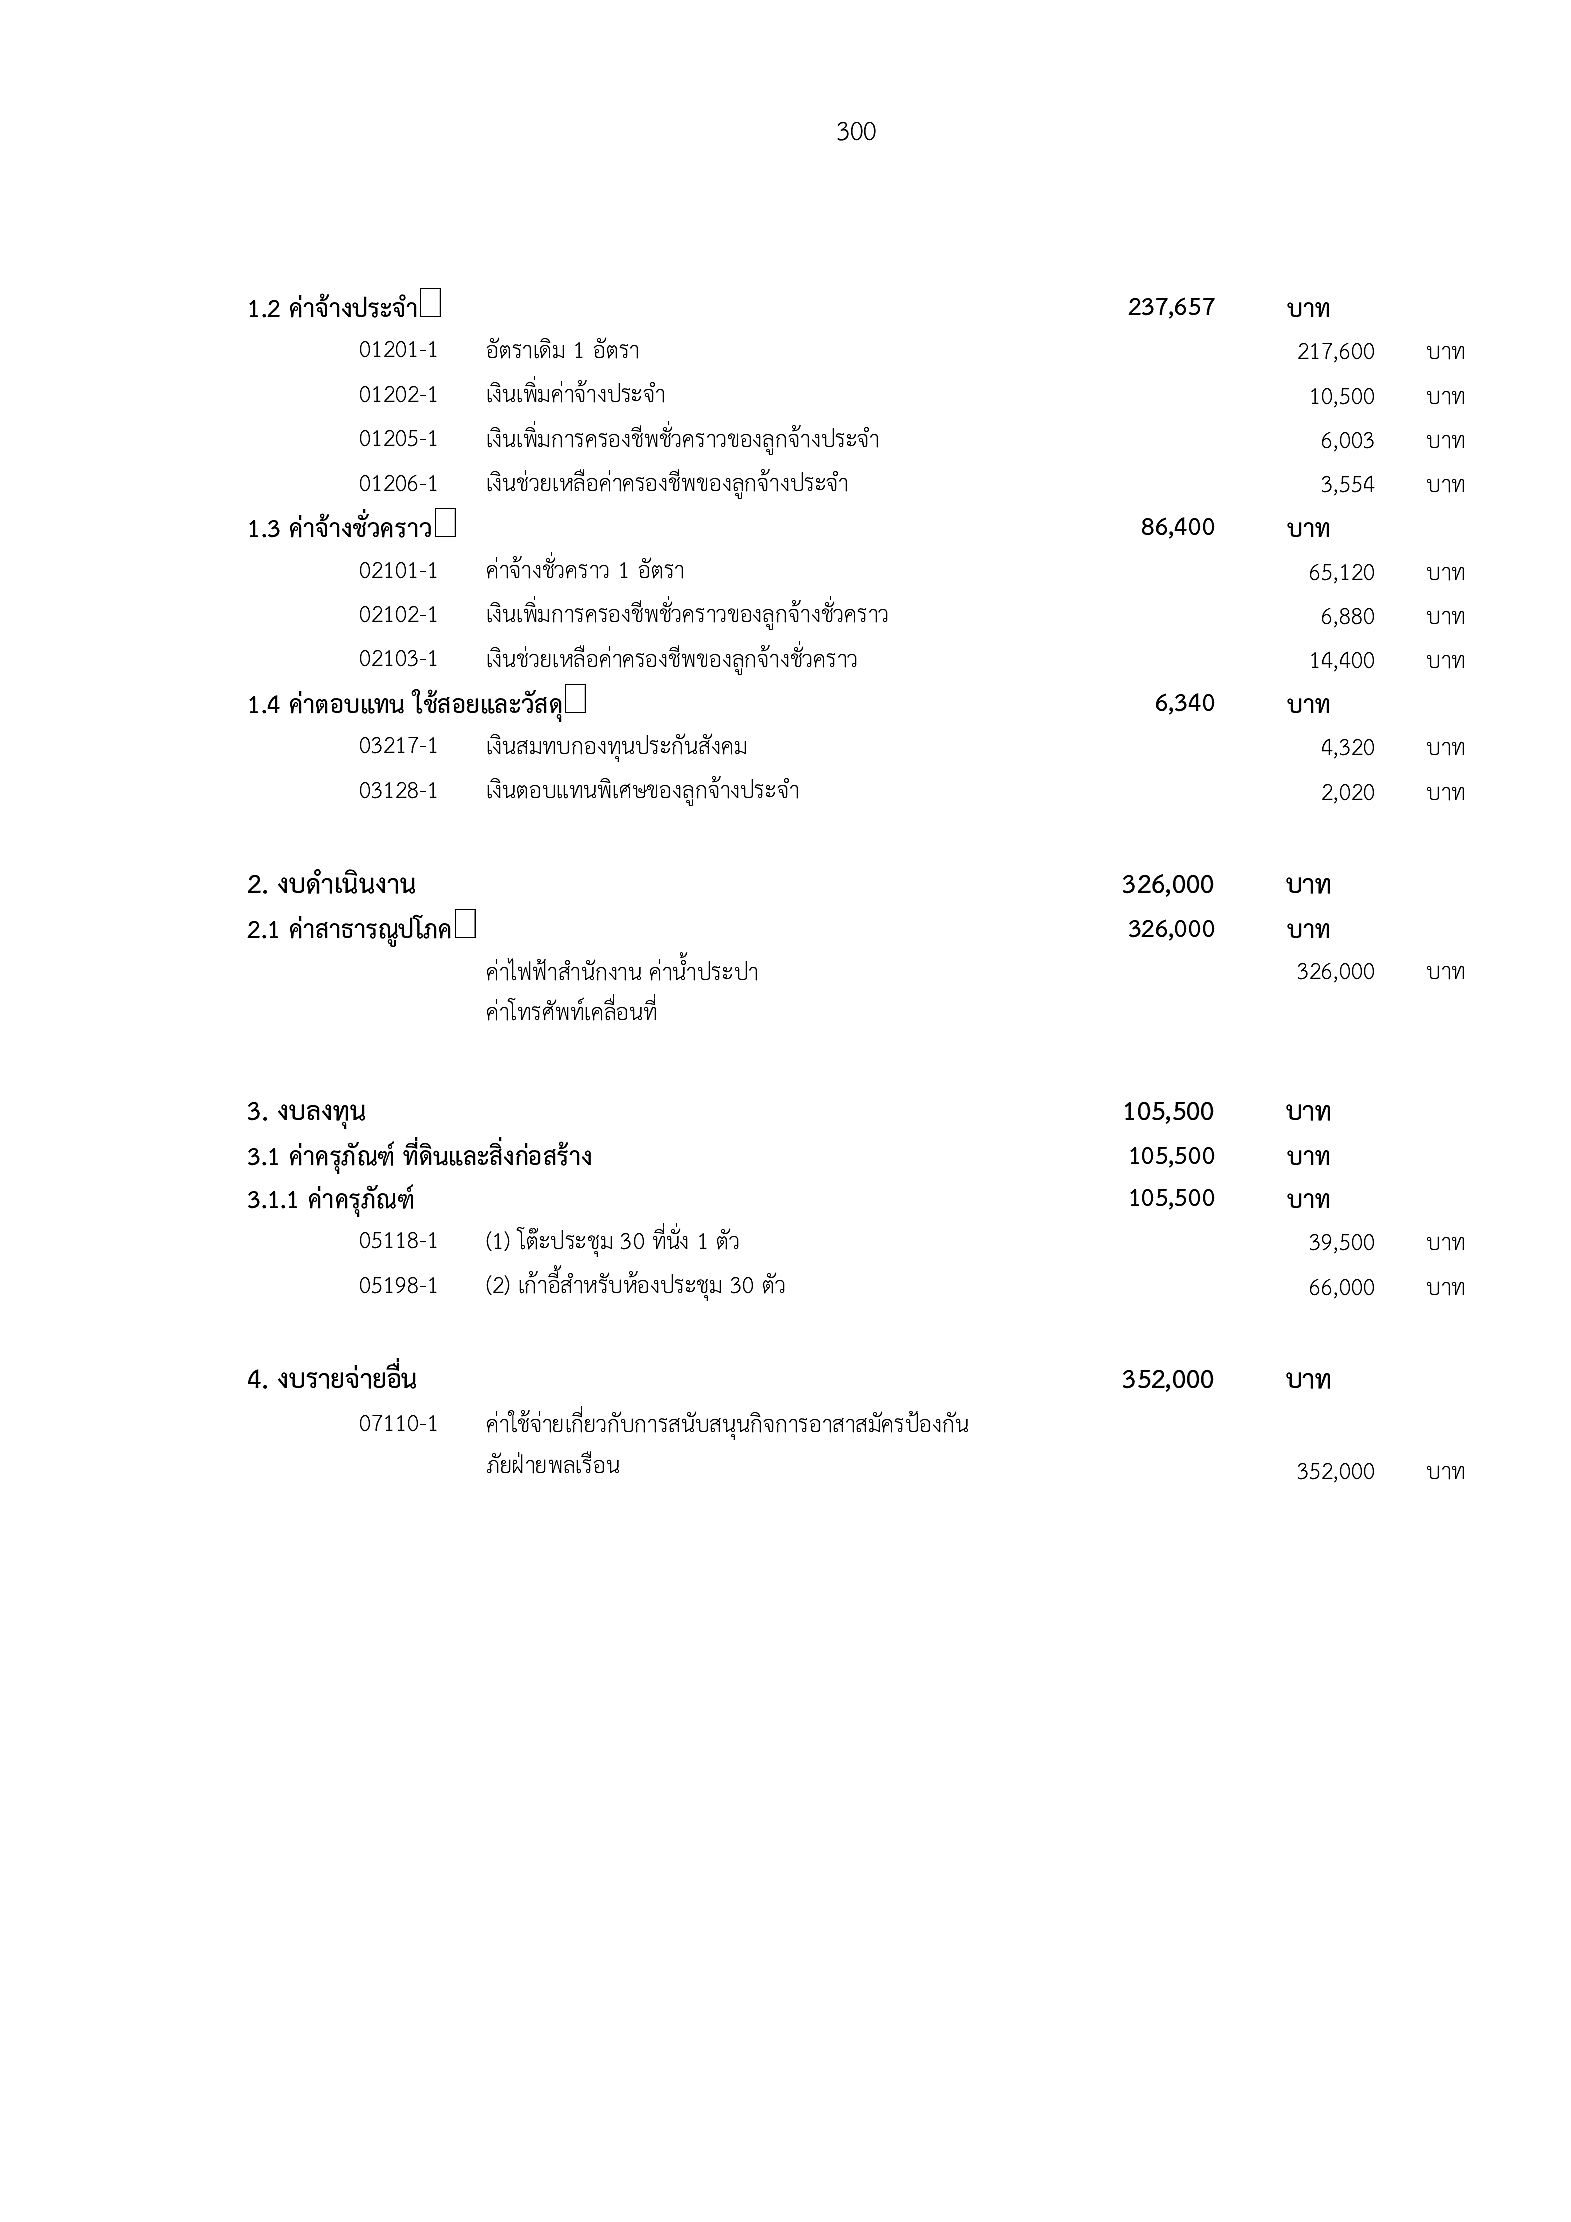 300
1.2 ค่าจ้างประจำ 237,657 บาท
01201-1 อัตราเดิม 1 อัตรา 217,600 บาท
01202-1 เงินเพิ่มค่าจ้างประจำ 10,500 บาท
01205-1 เงินเพิ่มการครองชีพชั่วคราวของลูกจ้างประจำ 6,003 บาท
01206-1 เงินช่วยเหลือค่าครองชีพของลูกจ้างประจำ 3,554 บาท
1.3 ค่าจ้างชั่วคราว 86,400 บาท
02101-1 ค่าจ้างชั่วคราว 1 อัตรา 65,120 บาท
02102-1 เงินเพิ่มการครองชีพชั่วคราวของลูกจ้างชั่วคราว 6,880 บาท
02103-1 เงินช่วยเหลือค่าครองชีพของลูกจ้างชั่วคราว 14,400 บาท
1.4 ค่าตอบแทน ใช้สอยและวัสดุ 6,340 บาท
03217-1 เงินสมทบกองทุนประกันสังคม 4,320 บาท
03128-1 เงินตอบแทนพิเศษของลูกจ้างประจำ 2,020 บาท
2. งบดำเนินงาน 326,000 บาท
2.1 ค่าสาธารณูปโภค 326,000 บาท
ค่าไฟฟ้าสำนักงาน ค่าน้ำประปา 326,000 บาท
ค่าโทรศัพท์เคลื่อนที่
3. งบลงทุน 105,500 บาท
3.1 ค่าครุภัณฑ์ ที่ดินและสิ่งก่อสร้าง 105,500 บาท
3.1.1 ค่าครุภัณฑ์ 105,500 บาท
05118-1 (1) โต๊ะประชุม 30 ที่นั่ง 1 ตัว 39,500 บาท
05198-1 (2) เก้าอี้สำหรับห้องประชุม 30 ตัว 66,000 บาท
4. งบรายจ่ายอื่น 352,000 บาท
07110-1 ค่าใช้จ่ายเกี่ยวกับการสนับสนุนกิจการอาสาสมัครป้องกัน
ภัยฝ่ายพลเรือน 352,000 บาท